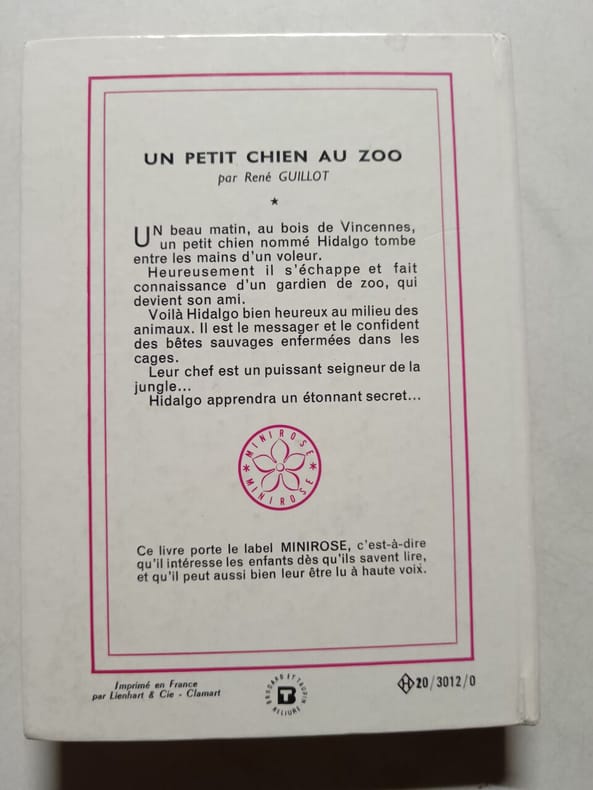 UN PETIT CHIEN AU ZOO
par René GUILLOT
★
UN beau matin, au bois de Vincennes,
un petit chien nommé Hidalgo tombe
entre les mains d'un voleur.
Heureusement il s'échappe et fait
connaissance d'un gardien de zoo, qui
devient son ami.
Voilà Hidalgo bien heureux au milieu des
animaux. Il est le messager et le confident
des bêtes sauvages enfermées dans les
cages.
Leur chef est un puissant seigneur de la
jungle...
Hidalgo apprendra un étonnant secret...
MINIROSE
MINIROSE
Ce livre porte le label MINIROSE, c'est-à-dire
qu'il intéresse les enfants dès qu'ils savent lire,
et qu'il peut aussi bien leur être lu à haute voix.
Imprimé en France
par Lienhart & Cie - Clamart
BRODARD ET TAUPIN
RELIURE
H 20/3012/0